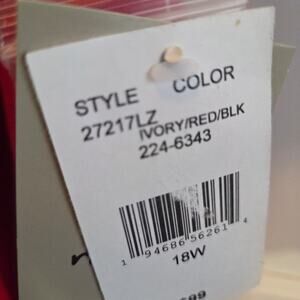 STYLE COLOR
27217LZ IVORY/RED/BLK
224-6343
1 94686 56261 4
18W